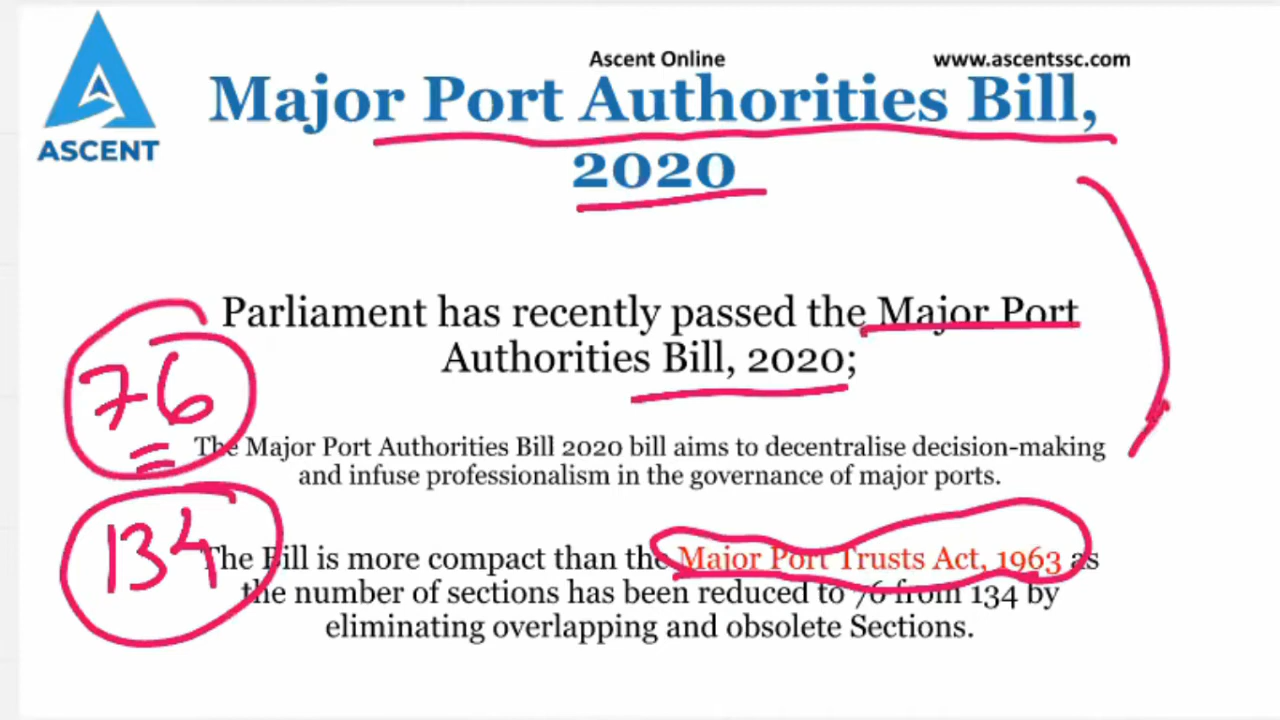 Ascent Online
www.ascentssc.com
Major Port Authorities Bill,
2020
ASCENT
Parliament has recently passed the Major Port
Authorities Bill, 2020;
76
The Major Port Authorities Bill 2020 bill aims to decentralise decision-making
and infuse professionalism in the governance of major ports.
134
The Bill is more compact than the Major Port Trusts Act, 1963 as
the number of sections has been reduced to 76 from 134 by
eliminating overlapping and obsolete Sections.